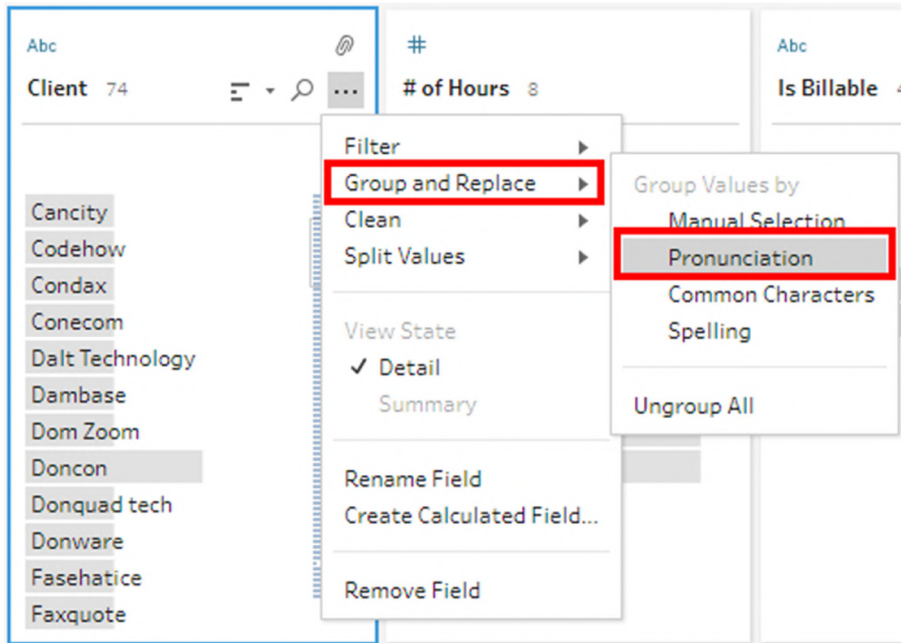 Abc
Client 74
#
# of Hours 8
Abc
Is Billable
Cancity
Codehow
Condax
Conecom
Dalt Technology
Dambase
Dom Zoom
Doncon
Donquad tech
Donware
Fasehatice
Faxquote
Filter
Group and Replace
Clean
Split Values
View State
✓ Detail
Summary
Rename Field
Create Calculated Field...
Remove Field
Group Values by
Manual Selection
Pronunciation
Common Characters
Spelling
Ungroup All